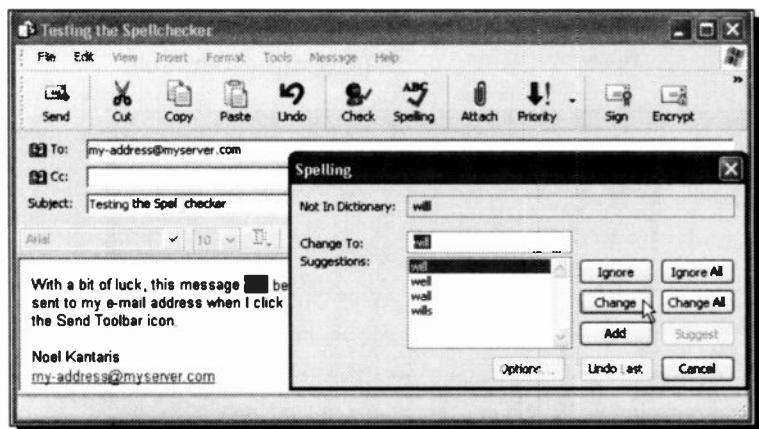 Testing the Spellchecker
File Edit View Insert Format Tools Message Help
Send Cut Copy Paste Undo ABC Check Spelling Attach Priority Sign Encrypt
To: my-address@myserver.com
Cc:
Subject: Testing the Spel checker
Arial 10
With a bit of luck, this message be
sent to my e-mail address when I click
the Send Toolbar icon.
Noel Kantaris
my-address@myserver.com
Spelling
Not In Dictionary: will
Change To: will
Suggestions:
will
well
wall
wills
Ignore Ignore All
Change Change All
Add Suggest
Options... Undo Last Cancel